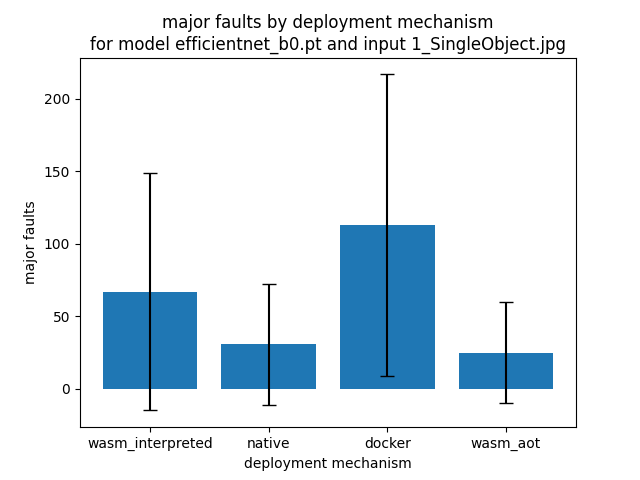 major faults by deployment mechanism
for model efficientnet_b0.pt and input 1_SingleObject.jpg
200
150
100
50
0
major faults
wasm_interpreted native docker wasm_aot
deployment mechanism